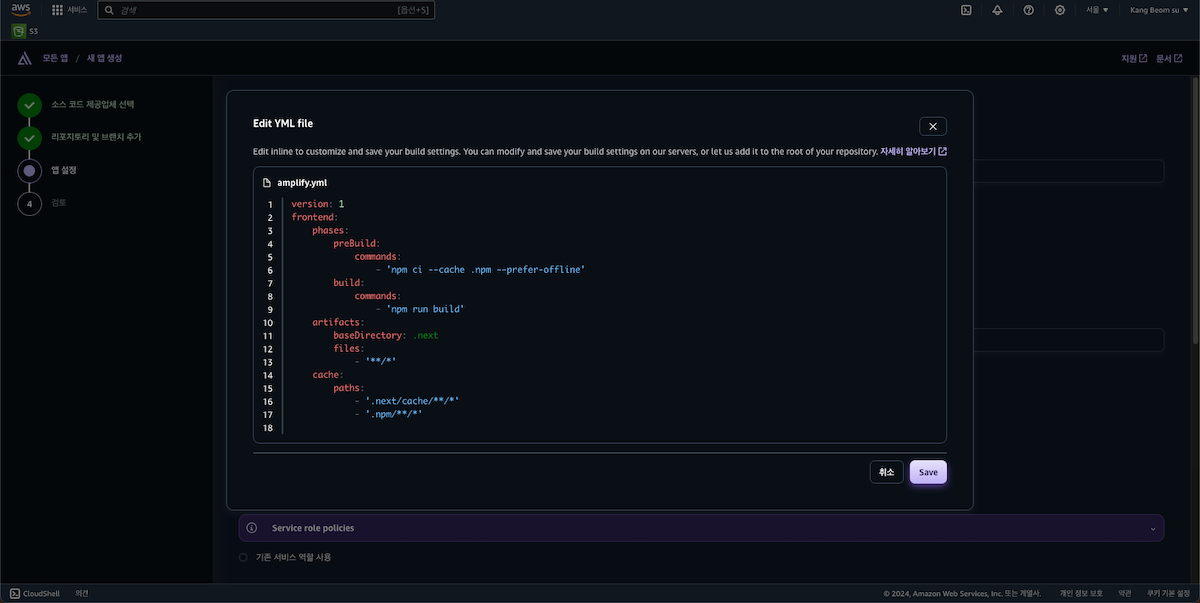 aws
서비스
검색
[옵션+S]
서울 ▼
Kang Beom su ▼
S3
모든 앱 / 새 앱 생성
지원
문서
소스 코드 제공업체 선택
리포지토리 및 브랜치 추가
앱 설정
4
검토
Edit YML file
Edit inline to customize and save your build settings. You can modify and save your build settings on our servers, or let us add it to the root of your repository. 자세히 알아보기
amplify.yml
1 version: 1
2 frontend:
3 phases:
4 preBuild:
5 commands:
6 - 'npm ci --cache .npm --prefer-offline'
7 build:
8 commands:
9 - 'npm run build'
10 artifacts:
11 baseDirectory: .next
12 files:
13 - '**/*'
14 cache:
15 paths:
16 - '.next/cache/**/*'
17 - '.npm/**/*'
18
취소
Save
Service role policies
기존 서비스 역할 사용
CloudShell
의견
© 2024, Amazon Web Services, Inc. 또는 계열사.
개인 정보 보호
약관
쿠키 기본 설정